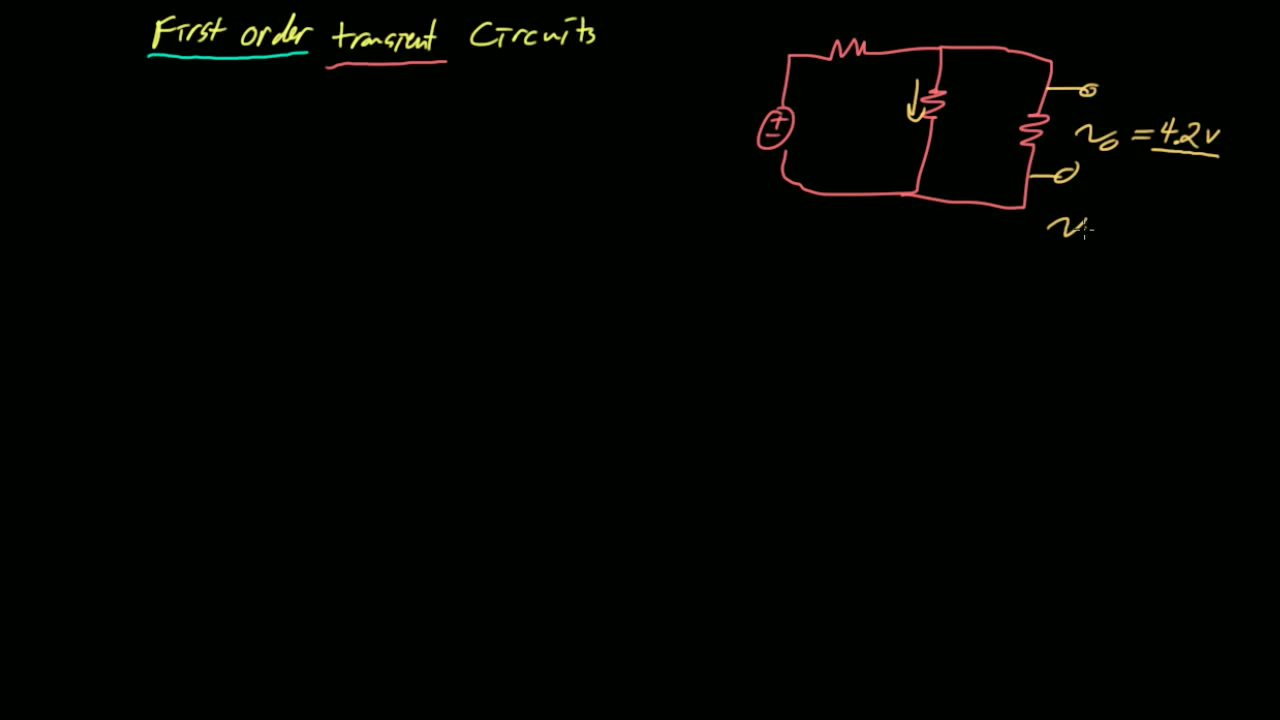 First order transient Circuits
+
−
v₀ = 4.2v
v